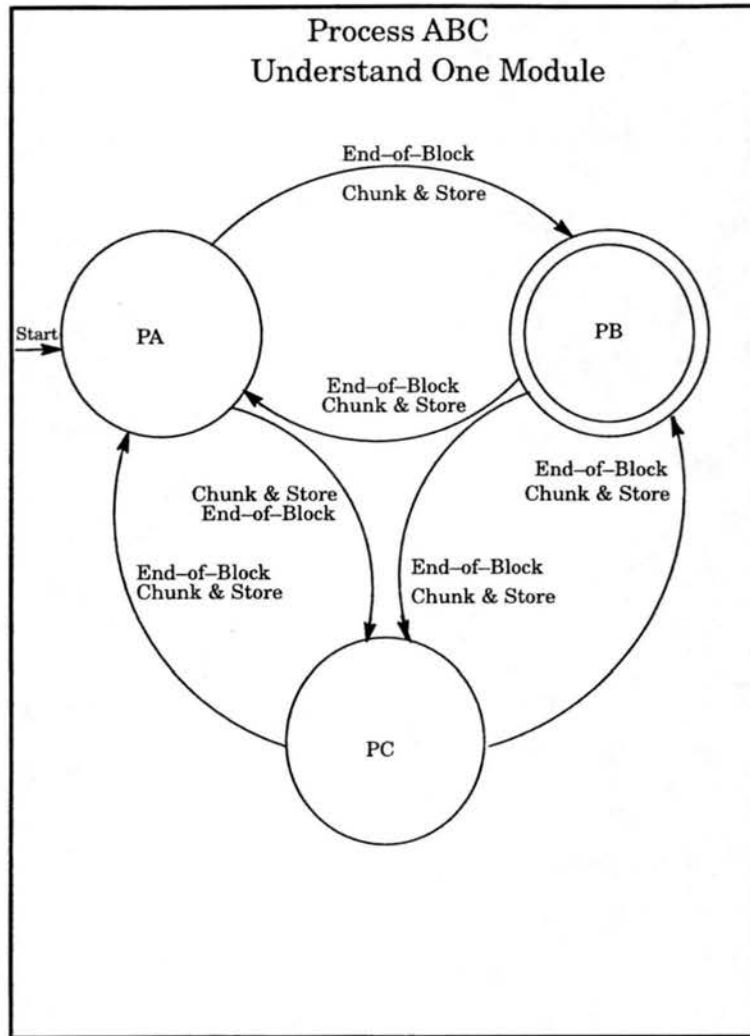 Process ABC
Understand One Module
End–of–Block
Chunk & Store
Start
PA
PB
End–of–Block
Chunk & Store
Chunk & Store
End–of–Block
End–of–Block
Chunk & Store
End–of–Block
Chunk & Store
End–of–Block
Chunk & Store
PC